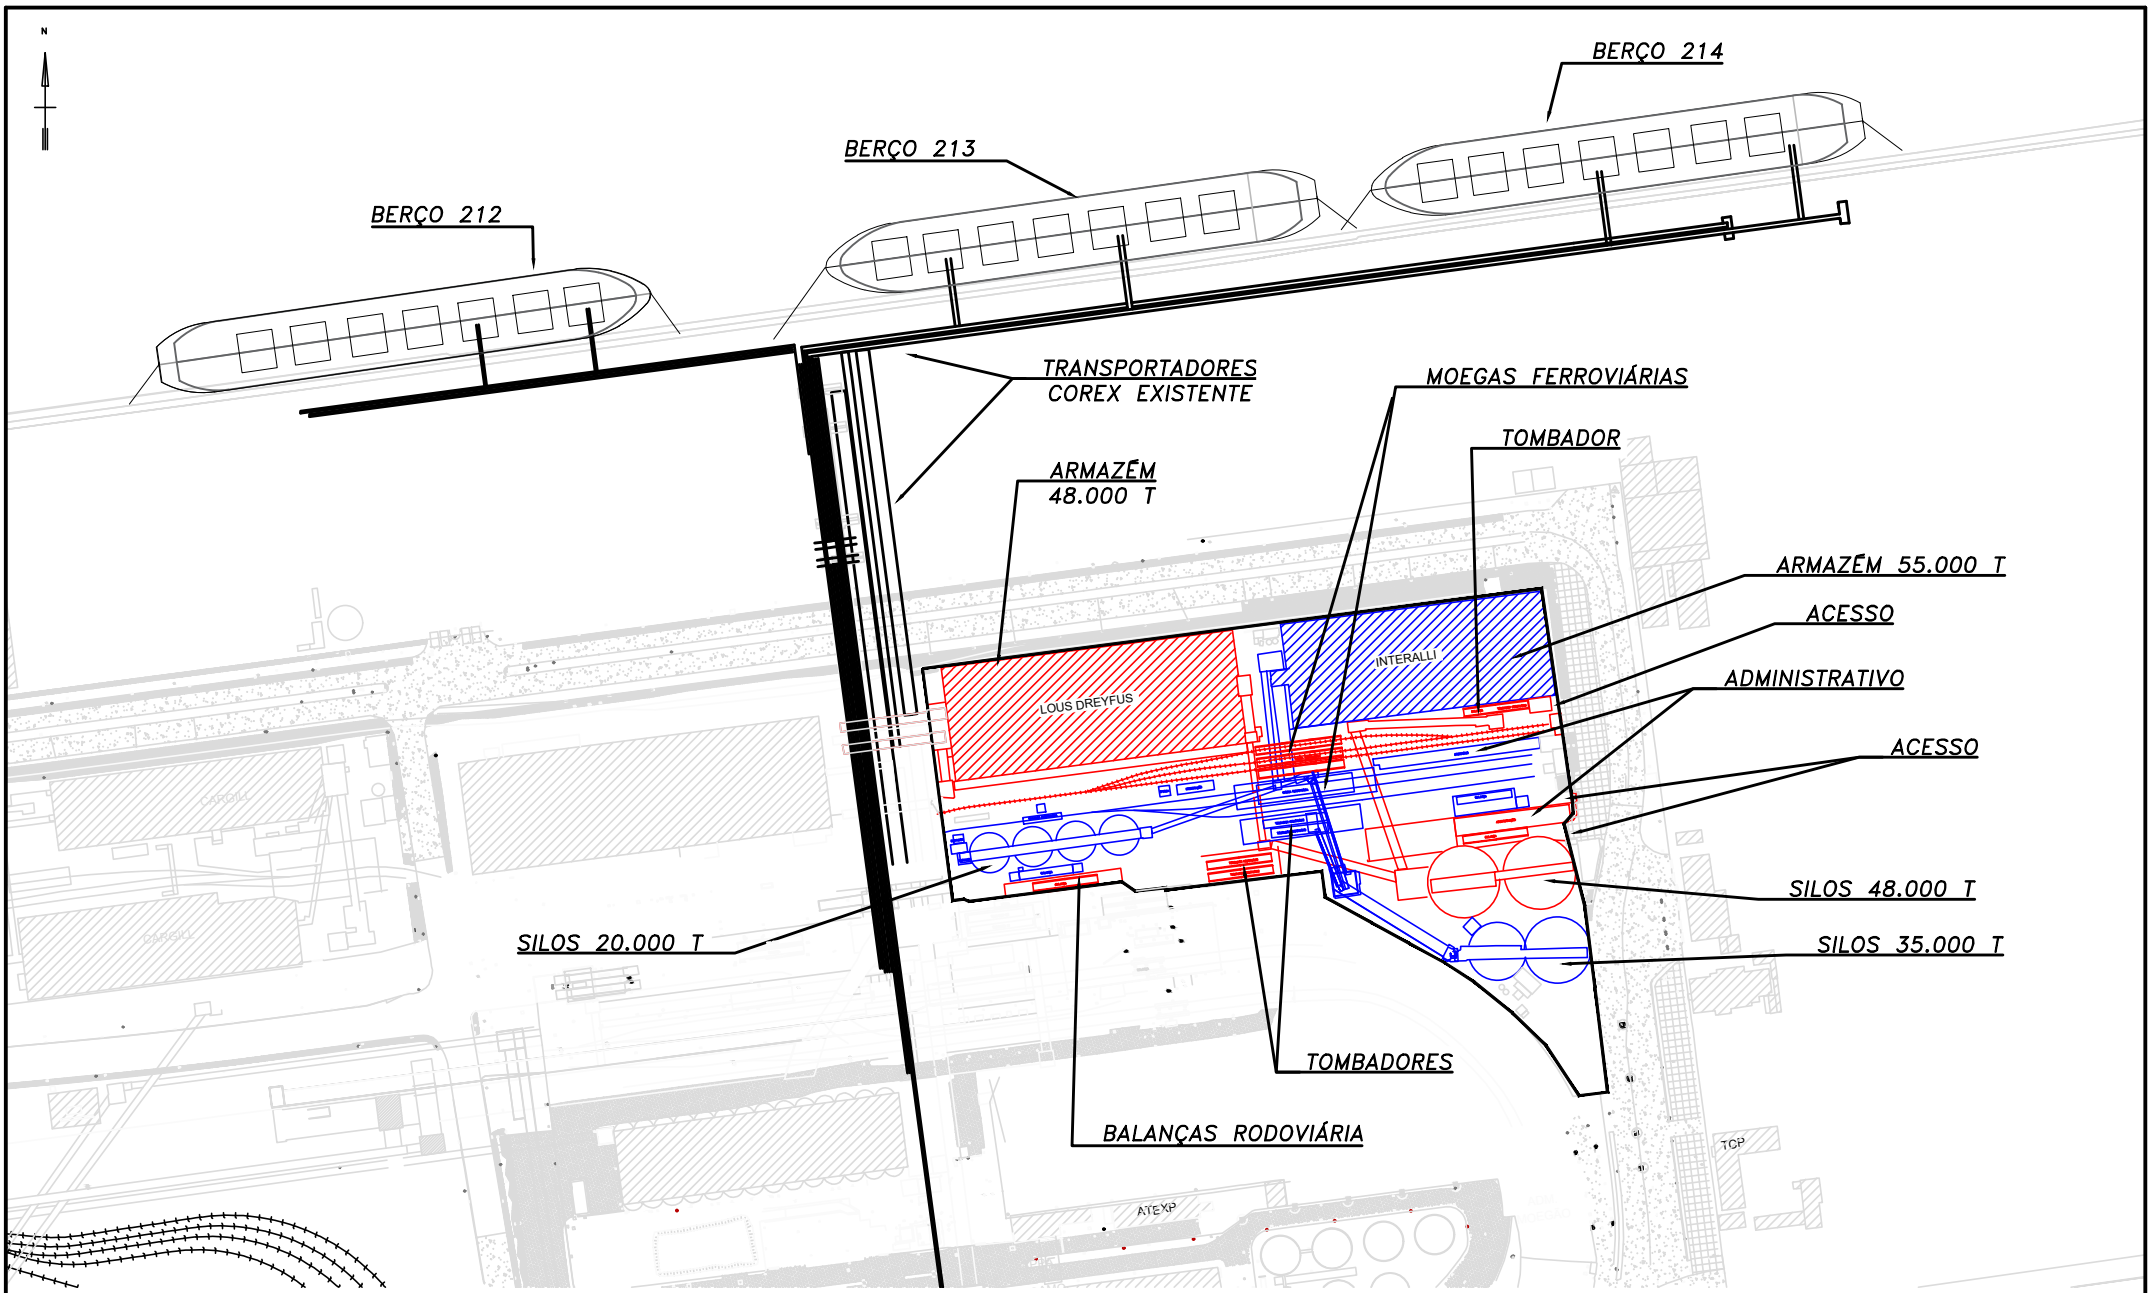 N
BERÇO 214
BERÇO 213
BERÇO 212
TRANSPORTADORES
COREX EXISTENTE
MOEGAS FERROVIÁRIAS
TOMBADOR
ARMAZÉM
48.000 T
ARMAZÉM 55.000 T
ACESSO
INTERALLI
ADMINISTRATIVO
LOUS DREYFUS
ACESSO
CARGILL
SILOS 48.000 T
CARGILL
SILOS 20.000 T
SILOS 35.000 T
TOMBADORES
BALANÇAS RODOVIÁRIA
TCP
ATEXP